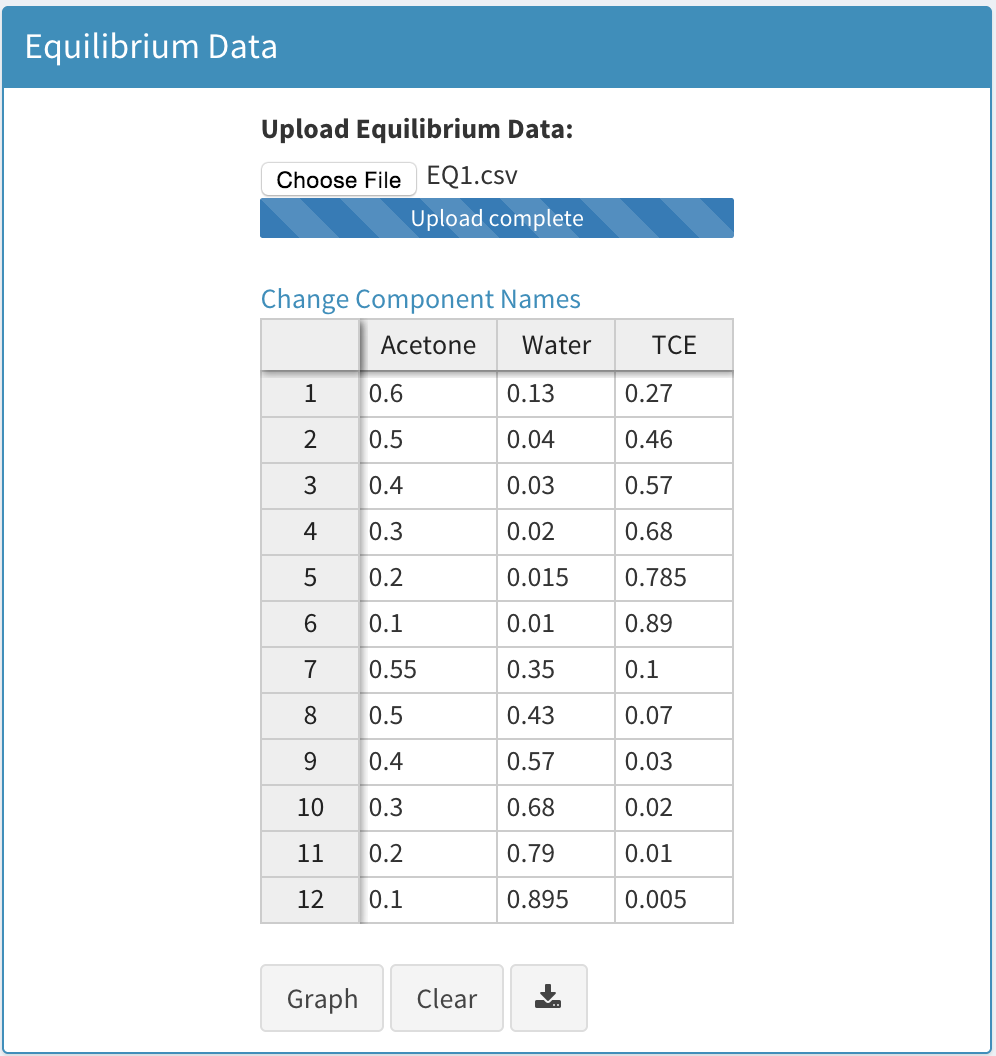 Equilibrium Data
Upload Equilibrium Data:
Choose File EQ1.csv
Upload complete
Change Component Names
Acetone Water TCE
1 0.6 0.13 0.27
2 0.5 0.04 0.46
3 0.4 0.03 0.57
4 0.3 0.02 0.68
5 0.2 0.015 0.785
6 0.1 0.01 0.89
7 0.55 0.35 0.1
8 0.5 0.43 0.07
9 0.4 0.57 0.03
10 0.3 0.68 0.02
11 0.2 0.79 0.01
12 0.1 0.895 0.005
Graph Clear